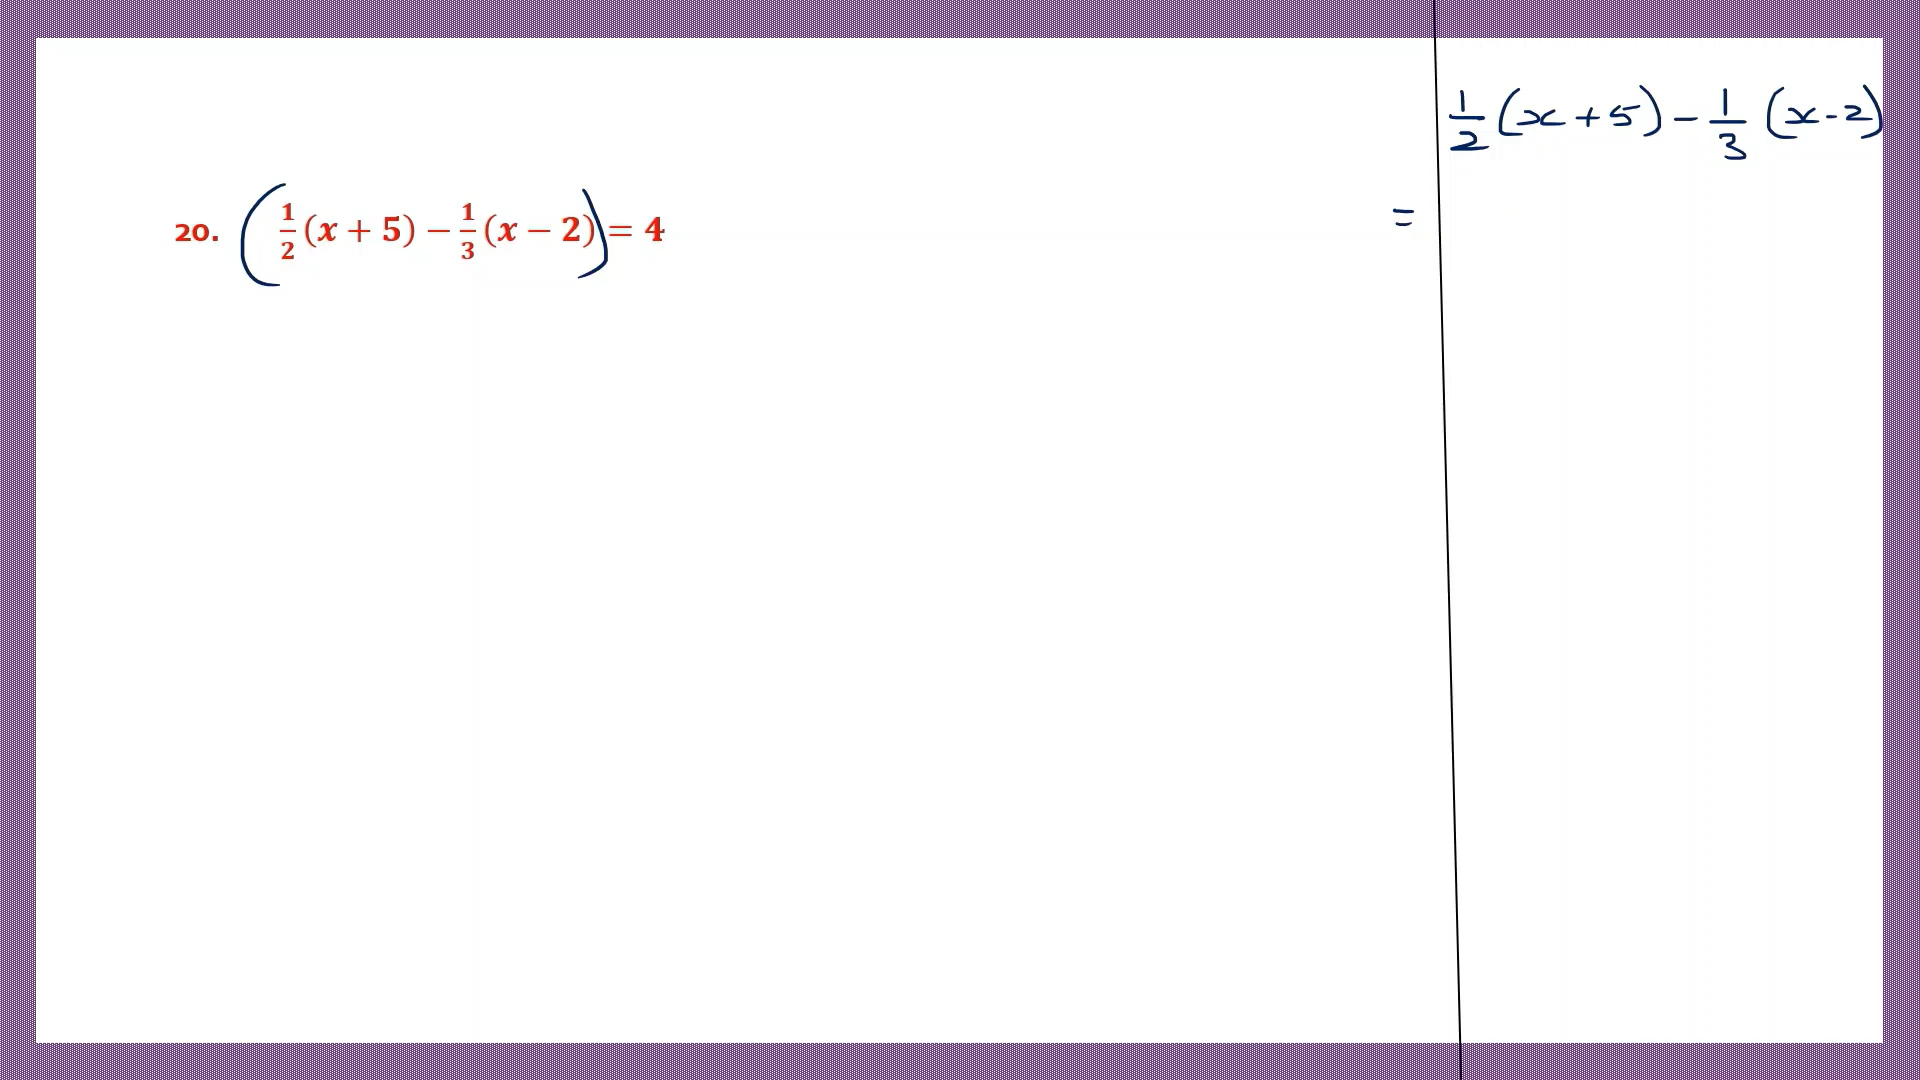 ½(x+5) - ⅓(x-2)
20. (½(x + 5) − ⅓(x − 2)) = 4
=